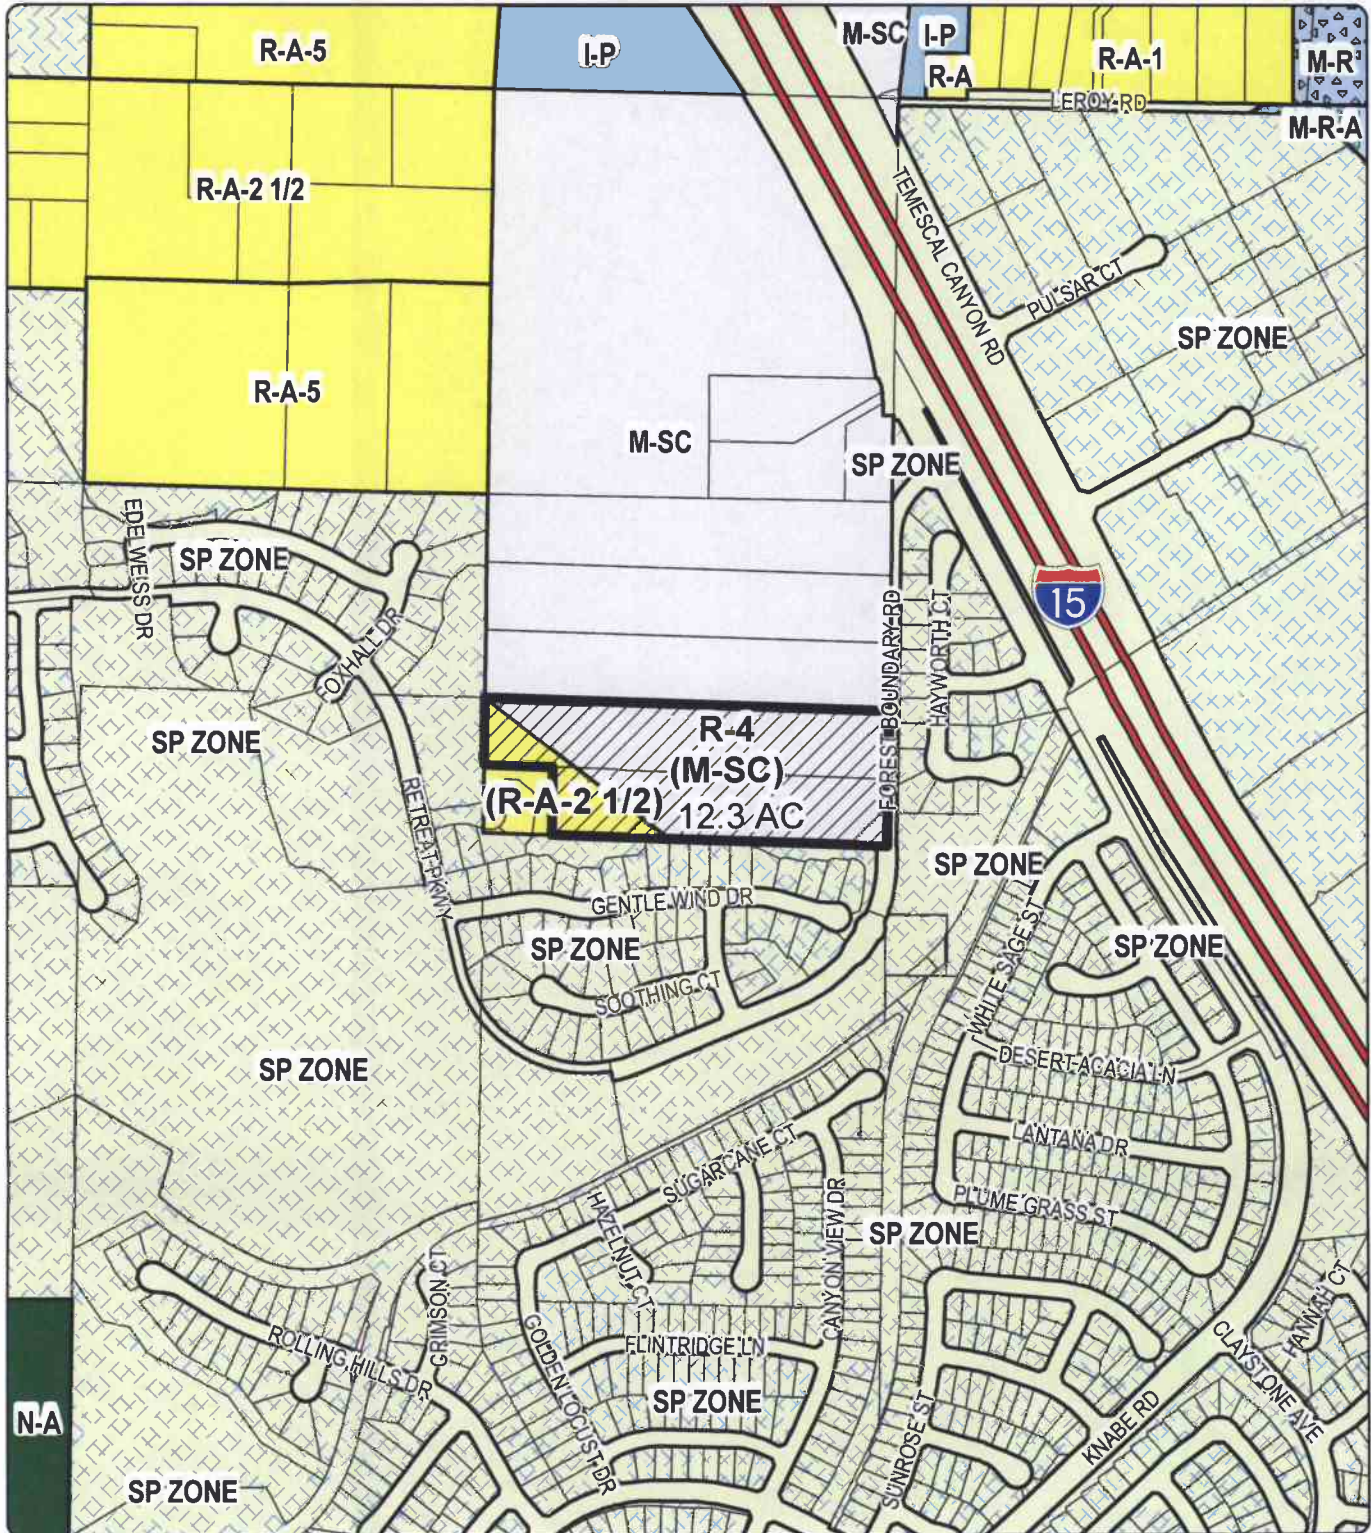 R-A-5
I-P
M-SC
I-P
R-A
R-A-1
M-R
LEROY RD
M-R-A
R-A-2 1/2
TEMESCAL CANYON RD
PULSAR CT
SP ZONE
R-A-5
M-SC
SP ZONE
EDELWEISS DR
SP ZONE
FOXHALL DR
15
FOREST BOUNDARY RD
HAYWORTH CT
SP ZONE
R-4
(M-SC)
(R-A-2 1/2)
12.3 AC
RETREAT PKWY
SP ZONE
GENTLE WIND DR
SP ZONE
WHITE SAGE ST
SP ZONE
SOOTHING CT
SP ZONE
DESERT ACACIA LN
LANTANA DR
SUGARCANE CT
PLUME GRASS ST
HAZELNUT CT
CANYON VIEW DR
SP ZONE
CRIMSON CT
ROLLING HILLS DR
GOLDEN LOCUST DR
FLINTRIDGE LN
SP ZONE
HANNAH CT
CLAYSTONE AVE
KNABE RD
SUNROSE ST
N-A
SP ZONE